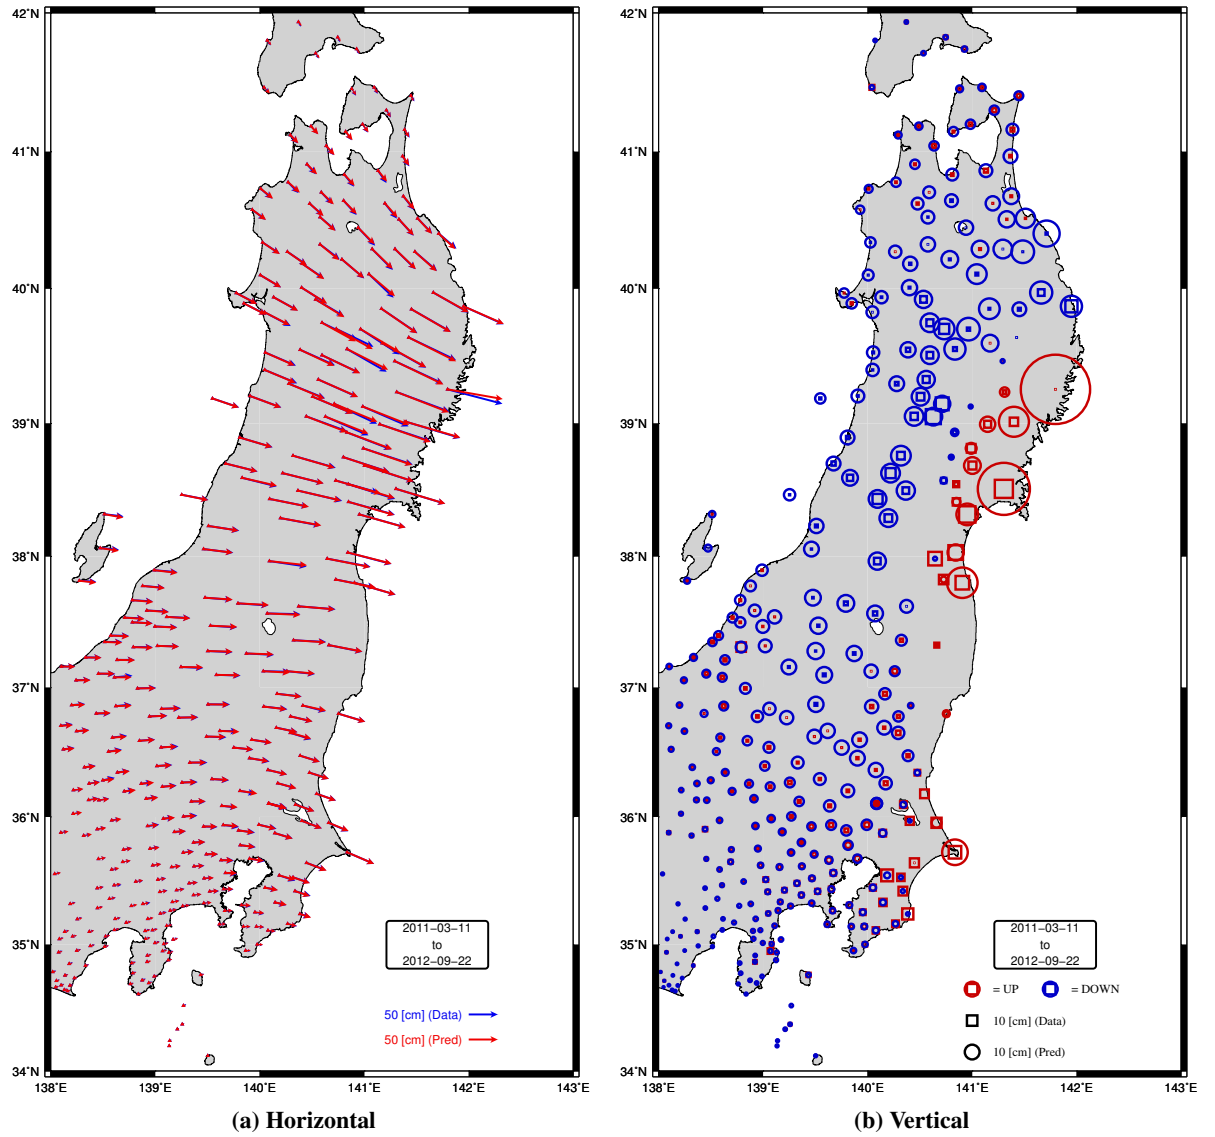 42°N
41°N
40°N
39°N
38°N
37°N
36°N
35°N
34°N
138°E
139°E
140°E
141°E
142°E
143°E
2011−03−11
to
2012−09−22
50 [cm] (Data)
50 [cm] (Pred)
(a) Horizontal
42°N
41°N
40°N
39°N
38°N
37°N
36°N
35°N
34°N
138°E
139°E
140°E
141°E
142°E
143°E
2011−03−11
to
2012−09−22
= UP = DOWN
10 [cm] (Data)
10 [cm] (Pred)
(b) Vertical